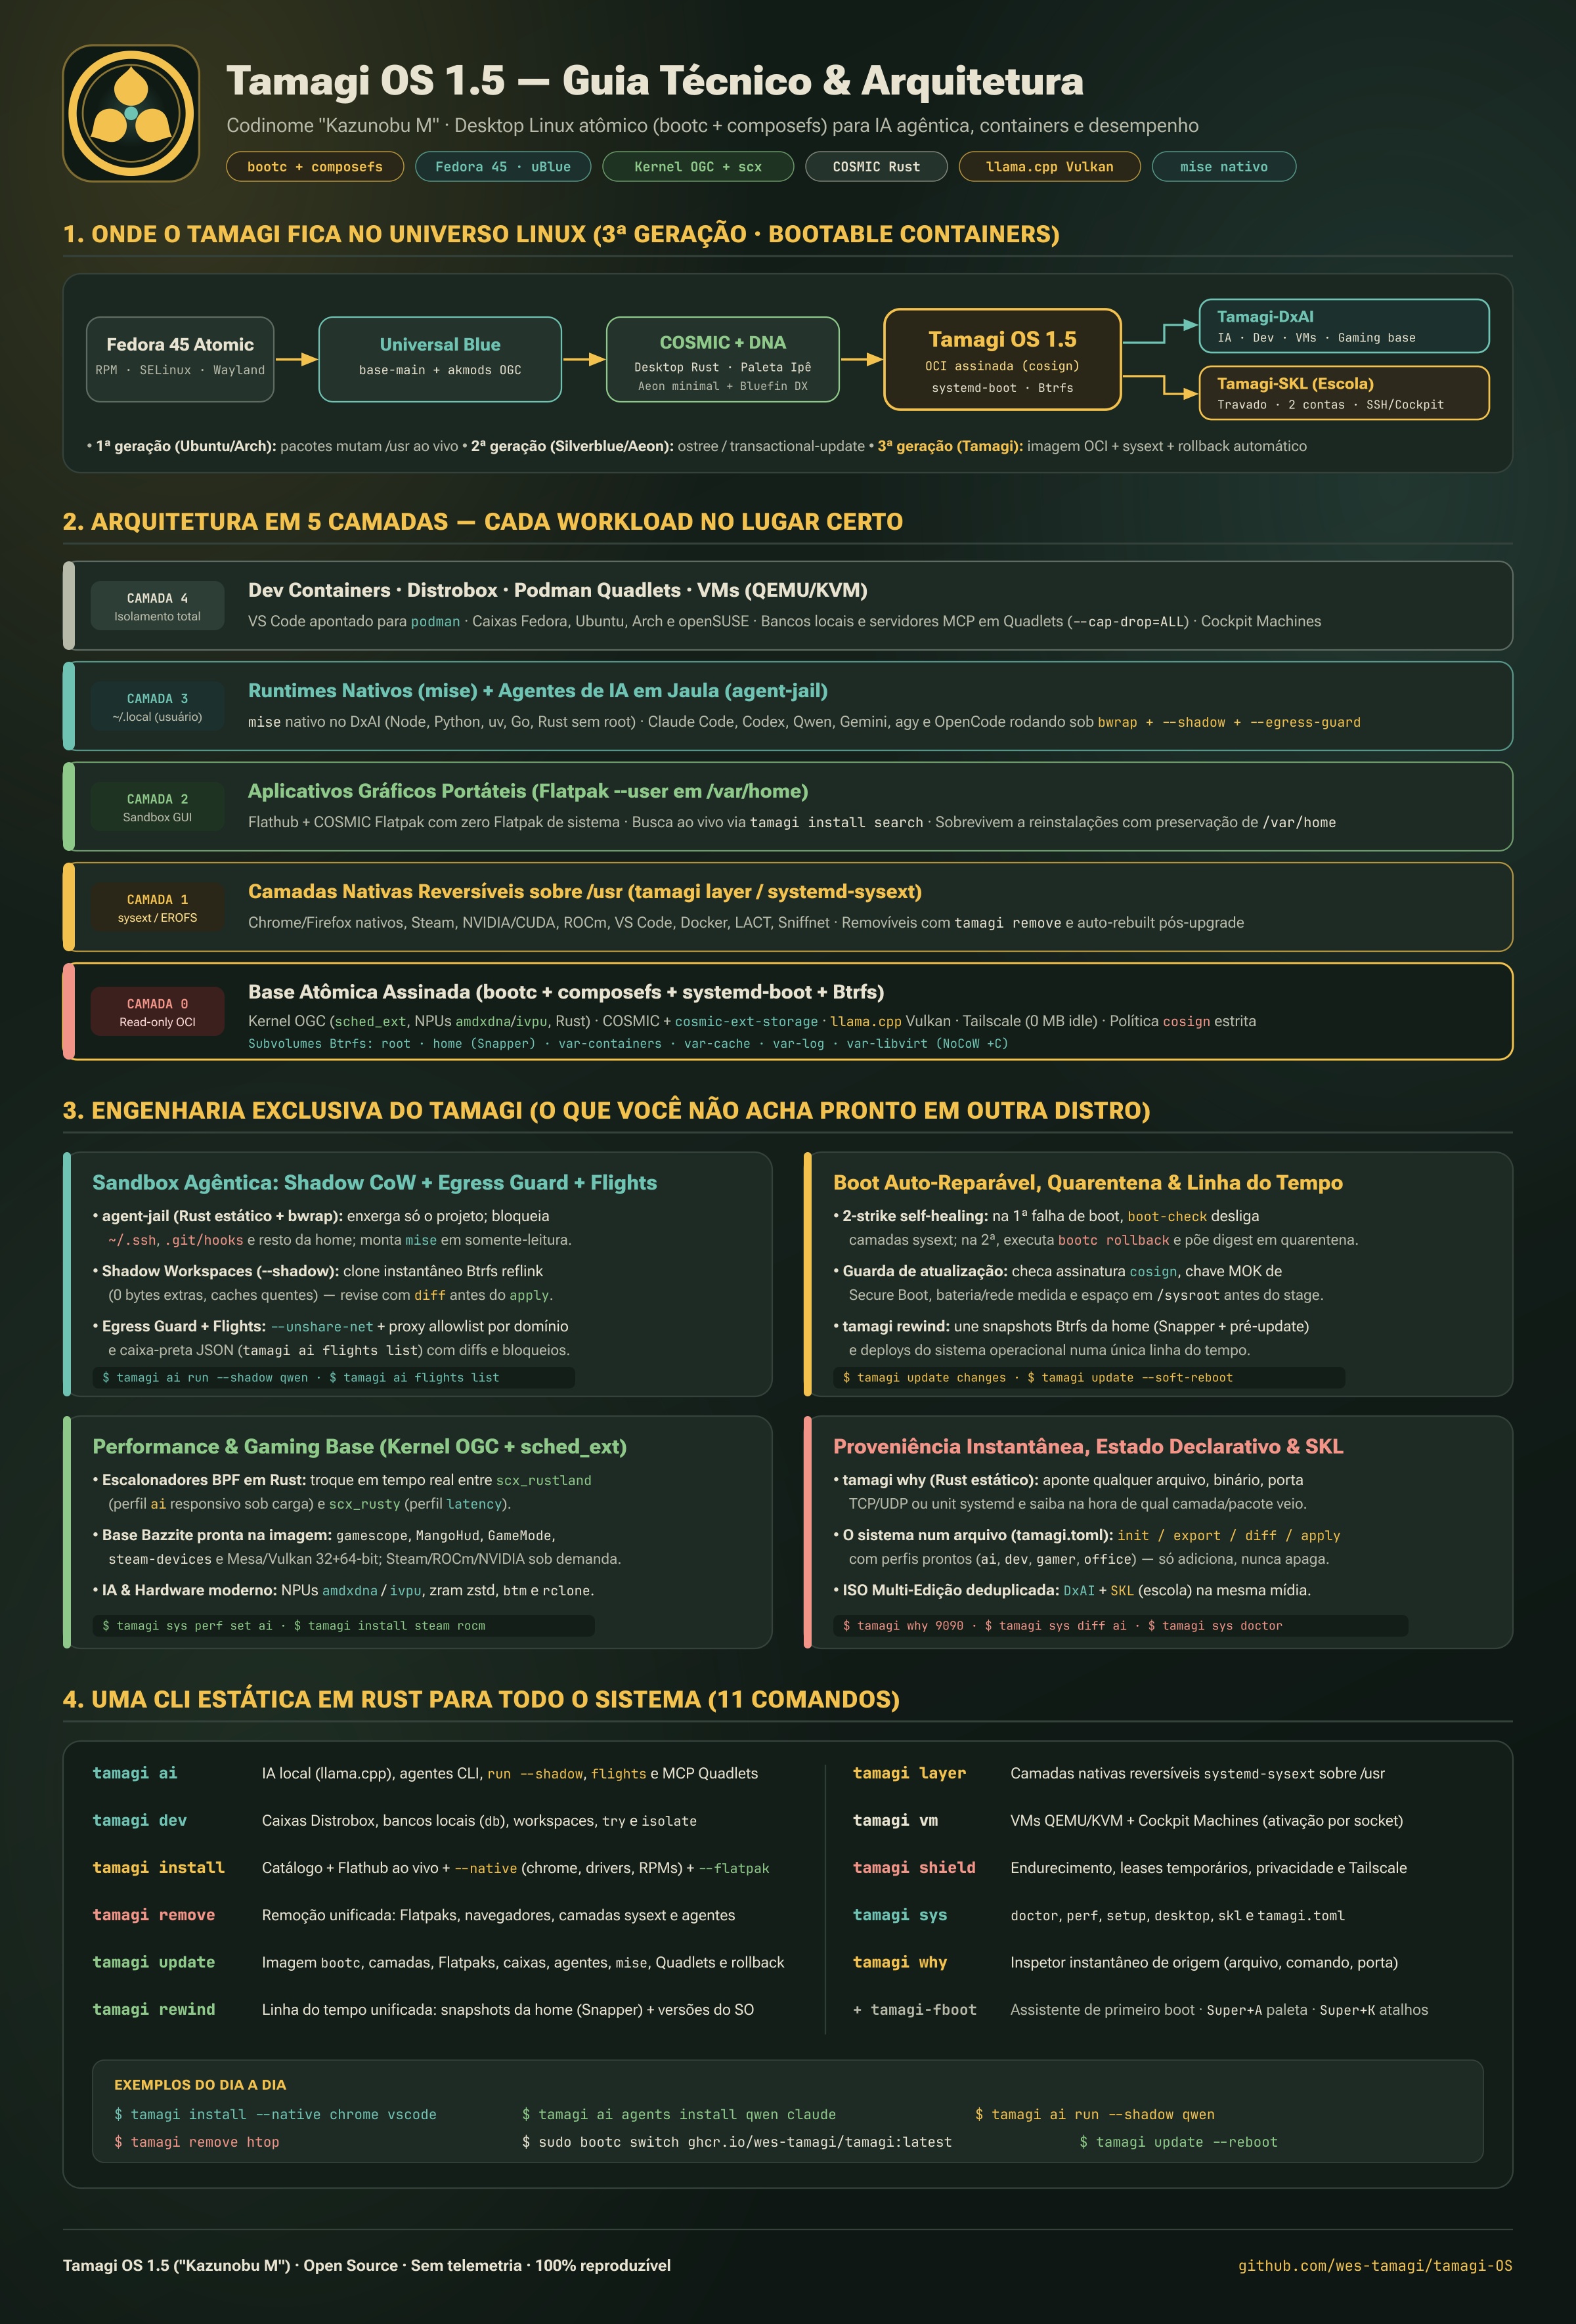 Tamagi OS 1.5 — Guia Técnico & Arquitetura
Codinome "Kazunobu M" · Desktop Linux atômico (bootc + composefs) para IA agêntica, containers e desempenho
bootc + composefs
Fedora 45 · uBlue
Kernel OGC + scx
COSMIC Rust
llama.cpp Vulkan
mise nativo
1. ONDE O TAMAGI FICA NO UNIVERSO LINUX (3ª GERAÇÃO · BOOTABLE CONTAINERS)
Fedora 45 Atomic
RPM · SELinux · Wayland
Universal Blue
base-main + akmods OGC
COSMIC + DNA
Desktop Rust · Paleta Ipê
Aeon minimal + Bluefin DX
Tamagi OS 1.5
OCI assinada (cosign)
systemd-boot · Btrfs
Tamagi-DxAI
IA · Dev · VMs · Gaming base
Tamagi-SKL (Escola)
Travado · 2 contas · SSH/Cockpit
• 1ª geração (Ubuntu/Arch): pacotes mutam /usr ao vivo • 2ª geração (Silverblue/Aeon): ostree / transactional-update • 3ª geração (Tamagi): imagem OCI + sysext + rollback automático
2. ARQUITETURA EM 5 CAMADAS — CADA WORKLOAD NO LUGAR CERTO
CAMADA 4
Isolamento total
Dev Containers · Distrobox · Podman Quadlets · VMs (QEMU/KVM)
VS Code apontado para podman · Caixas Fedora, Ubuntu, Arch e openSUSE · Bancos locais e servidores MCP em Quadlets (--cap-drop=ALL) · Cockpit Machines
CAMADA 3
~/.local (usuário)
Runtimes Nativos (mise) + Agentes de IA em Jaula (agent-jail)
mise nativo no DxAI (Node, Python, uv, Go, Rust sem root) · Claude Code, Codex, Qwen, Gemini, agy e OpenCode rodando sob bwrap + --shadow + --egress-guard
CAMADA 2
Sandbox GUI
Aplicativos Gráficos Portáteis (Flatpak --user em /var/home)
Flathub + COSMIC Flatpak com zero Flatpak de sistema · Busca ao vivo via tamagi install search · Sobrevivem a reinstalações com preservação de /var/home
CAMADA 1
sysext / EROFS
Camadas Nativas Reversíveis sobre /usr (tamagi layer / systemd-sysext)
Chrome/Firefox nativos, Steam, NVIDIA/CUDA, ROCm, VS Code, Docker, LACT, Sniffnet · Removíveis com tamagi remove e auto-rebuilt pós-upgrade
CAMADA 0
Read-only OCI
Base Atômica Assinada (bootc + composefs + systemd-boot + Btrfs)
Kernel OGC (sched_ext, NPUs amdxdna/ivpu, Rust) · COSMIC + cosmic-ext-storage · llama.cpp Vulkan · Tailscale (0 MB idle) · Política cosign estrita
Subvolumes Btrfs: root · home (Snapper) · var-containers · var-cache · var-log · var-libvirt (NoCoW +C)
3. ENGENHARIA EXCLUSIVA DO TAMAGI (O QUE VOCÊ NÃO ACHA PRONTO EM OUTRA DISTRO)
Sandbox Agêntica: Shadow CoW + Egress Guard + Flights
• agent-jail (Rust estático + bwrap): enxerga só o projeto; bloqueia
~/.ssh, .git/hooks e resto da home; monta mise em somente-leitura.
• Shadow Workspaces (--shadow): clone instantâneo Btrfs reflink
(0 bytes extras, caches quentes) — revise com diff antes do apply.
• Egress Guard + Flights: --unshare-net + proxy allowlist por domínio
e caixa-preta JSON (tamagi ai flights list) com diffs e bloqueios.
$ tamagi ai run --shadow qwen · $ tamagi ai flights list
Boot Auto-Reparável, Quarentena & Linha do Tempo
• 2-strike self-healing: na 1ª falha de boot, boot-check desliga
camadas sysext; na 2ª, executa bootc rollback e põe digest em quarentena.
• Guarda de atualização: checa assinatura cosign, chave MOK de
Secure Boot, bateria/rede medida e espaço em /sysroot antes do stage.
• tamagi rewind: une snapshots Btrfs da home (Snapper + pré-update)
e deploys do sistema operacional numa única linha do tempo.
$ tamagi update changes · $ tamagi update --soft-reboot
Performance & Gaming Base (Kernel OGC + sched_ext)
• Escalonadores BPF em Rust: troque em tempo real entre scx_rustland
(perfil ai responsivo sob carga) e scx_rusty (perfil latency).
• Base Bazzite pronta na imagem: gamescope, MangoHud, GameMode,
steam-devices e Mesa/Vulkan 32+64-bit; Steam/ROCm/NVIDIA sob demanda.
• IA & Hardware moderno: NPUs amdxdna / ivpu, zram zstd, btm e rclone.
$ tamagi sys perf set ai · $ tamagi install steam rocm
Proveniência Instantânea, Estado Declarativo & SKL
• tamagi why (Rust estático): aponte qualquer arquivo, binário, porta
TCP/UDP ou unit systemd e saiba na hora de qual camada/pacote veio.
• O sistema num arquivo (tamagi.toml): init / export / diff / apply
com perfis prontos (ai, dev, gamer, office) — só adiciona, nunca apaga.
• ISO Multi-Edição deduplicada: DxAI + SKL (escola) na mesma mídia.
$ tamagi why 9090 · $ tamagi sys diff ai · $ tamagi sys doctor
4. UMA CLI ESTÁTICA EM RUST PARA TODO O SISTEMA (11 COMANDOS)
tamagi ai IA local (llama.cpp), agentes CLI, run --shadow, flights e MCP Quadlets
tamagi dev Caixas Distrobox, bancos locais (db), workspaces, try e isolate
tamagi install Catálogo + Flathub ao vivo + --native (chrome, drivers, RPMs) + --flatpak
tamagi remove Remoção unificada: Flatpaks, navegadores, camadas sysext e agentes
tamagi update Imagem bootc, camadas, Flatpaks, caixas, agentes, mise, Quadlets e rollback
tamagi rewind Linha do tempo unificada: snapshots da home (Snapper) + versões do SO
tamagi layer Camadas nativas reversíveis systemd-sysext sobre /usr
tamagi vm VMs QEMU/KVM + Cockpit Machines (ativação por socket)
tamagi shield Endurecimento, leases temporários, privacidade e Tailscale
tamagi sys doctor, perf, setup, desktop, skl e tamagi.toml
tamagi why Inspetor instantâneo de origem (arquivo, comando, porta)
+ tamagi-fboot Assistente de primeiro boot · Super+A paleta · Super+K atalhos
EXEMPLOS DO DIA A DIA
$ tamagi install --native chrome vscode
$ tamagi ai agents install qwen claude
$ tamagi ai run --shadow qwen
$ tamagi remove htop
$ sudo bootc switch ghcr.io/wes-tamagi/tamagi:latest
$ tamagi update --reboot
Tamagi OS 1.5 ("Kazunobu M") · Open Source · Sem telemetria · 100% reproduzível
github.com/wes-tamagi/tamagi-OS